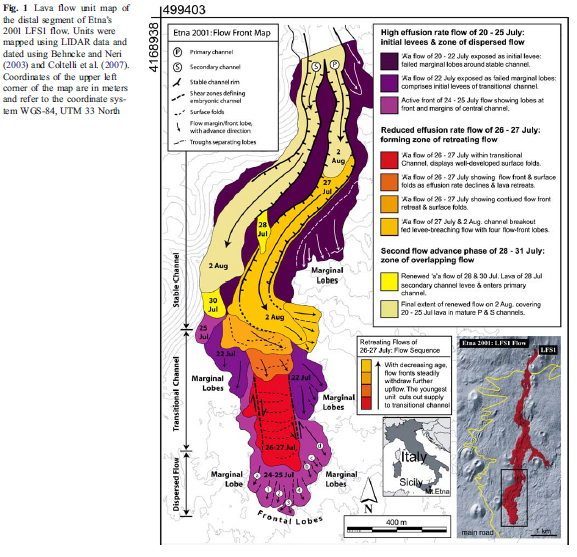 Fig. 1 Lava flow unit map of
the distal segment of Etna's
2001 LFS1 flow. Units were
mapped using LIDAR data and
dated using Behncke and Neri
(2003) and Coltelli et al. (2007).
Coordinates of the upper left
corner of the map are in meters
and refer to the coordinate sys-
tem WGS-84, UTM 33 North
499403
4168938
Etna 2001: Flow Front Map
P Primary channel
S Secondary channel
Stable channel rim
Shear zones defining
embryonic channel
Surface folds
Flow margin/front lobe,
with advance direction
Troughs separating lobes
S
P
2
Aug
27
Jul
28
Jul
2 Aug
Marginal
Lobes
30
Jul
2 Aug
25
Jul
22 Jul
22 Jul
Marginal
Lobes
Marginal
Lobes
26-27 Jul
24-25 Jul
Marginal
Lobe
Marginal
Lobes
Frontal Lobes
Stable Channel
Transitional Channel
Dispersed Flow
High effusion rate flow of 20 - 25 July:
initial levees & zone of dispersed flow
'a'a flow of 20 - 22 July exposed as initial levee:
failed marginal lobes around stable channel.
'a'a flow of 22 July exposed as failed marginal lobes:
comprises initial levees of transitional channel.
Active front of 24 - 25 July flow showing lobes at
front and margins of central channel.
Reduced effusion rate flow of 26 - 27 July:
forming zone of retreating
'a'a flow of 26 - 27 July within transitional
Channel, displays well-developed surface folds.
'a'a flow of 26 - 27 July showing flow front & surface
folds as effusion rate declines & lava retreats.
'a'a flow of 26 - 27 July showing contiued flow front
retreat & surface folds.
'a'a flow of 27 July & 2 Aug. channel breakout
fed levee-breaching flow with four flow-front lobes.
Second flow advance phase of 28 - 31 July:
zone of overlapping flow
Renewed 'a'a flow of 28 & 30 Jul. Lava of 28 Jul
secondary channel levee & enters primary
channel.
Final extent of renewed flow on 2 Aug. covering
20 - 25 July lava in mature P & S channels.
Retreating Flows of
26-27 July: Flow Sequence
With decreasing age,
flow fronts steadily
withdraw further
upflow. The youngest
unit cuts out supply
to transitional channel
Italy
Sicily
Mt.Etna
N
400 m
Etna 2001: LFS1 Flow
LFS1
main road
1 km